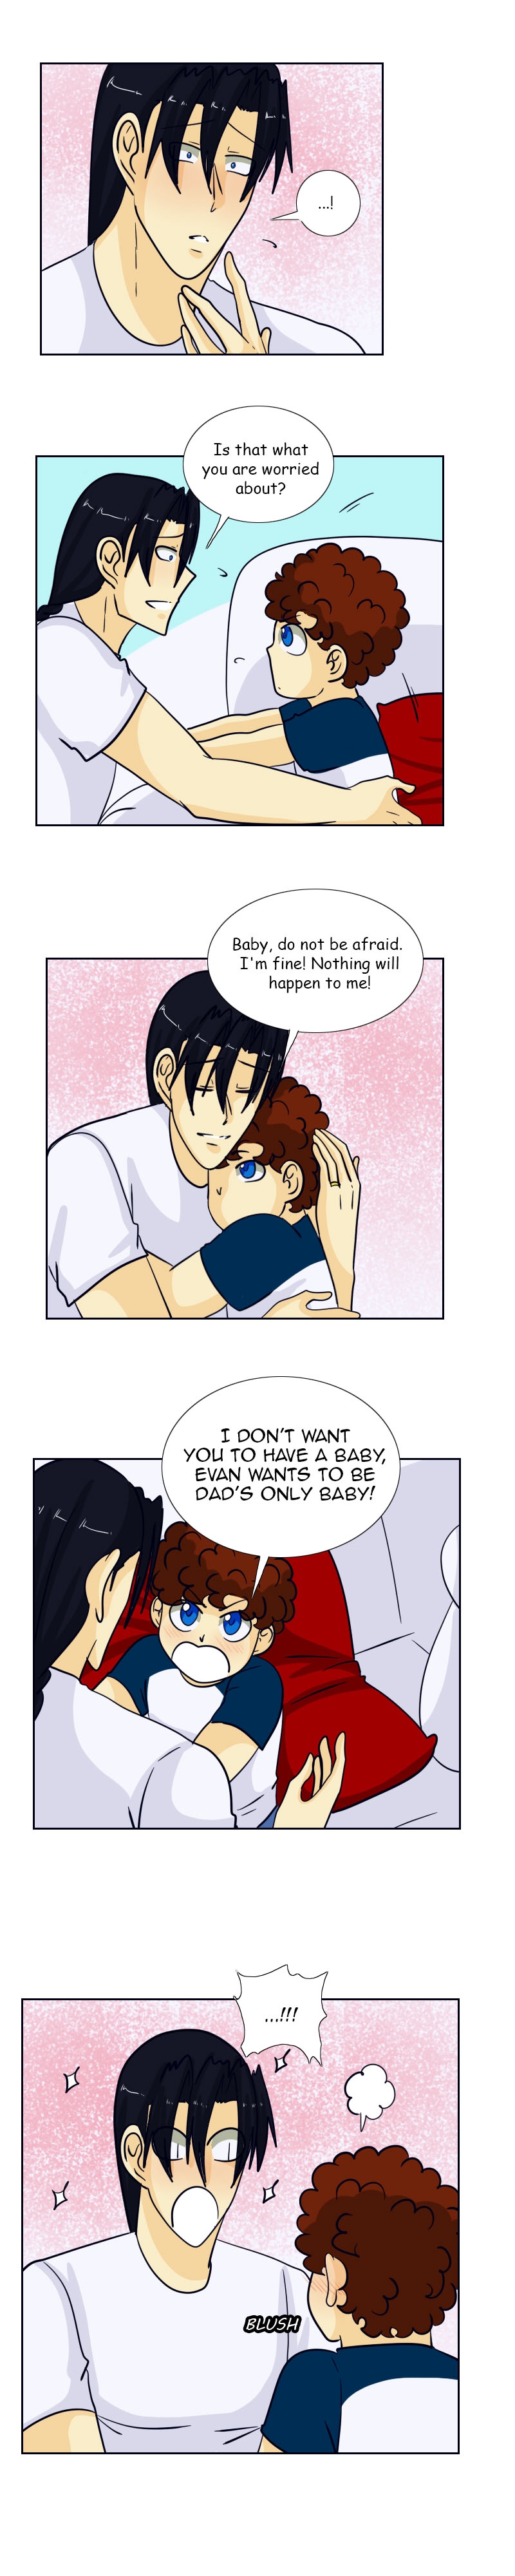 ...!
Is that what
you are worried
about?
Baby, do not be afraid.
I'm fine! Nothing will
happen to me!
I DON'T WANT
YOU TO HAVE A BABY,
EVAN WANTS TO BE
DAD'S ONLY BABY!
...!!!
BLUSH